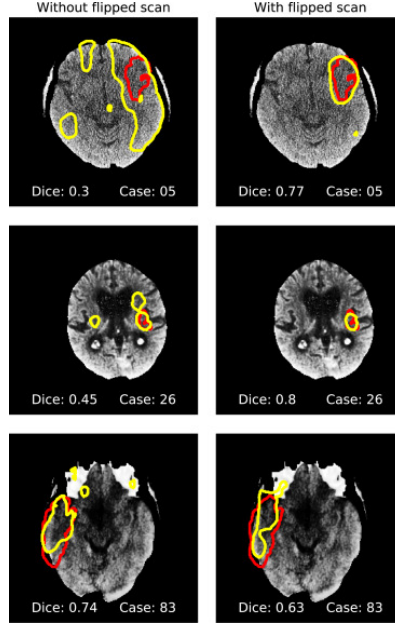 Without flipped scan With flipped scan
Dice: 0.3 Case: 05 Dice: 0.77 Case: 05
Dice: 0.45 Case: 26 Dice: 0.8 Case: 26
Dice: 0.74 Case: 83 Dice: 0.63 Case: 83